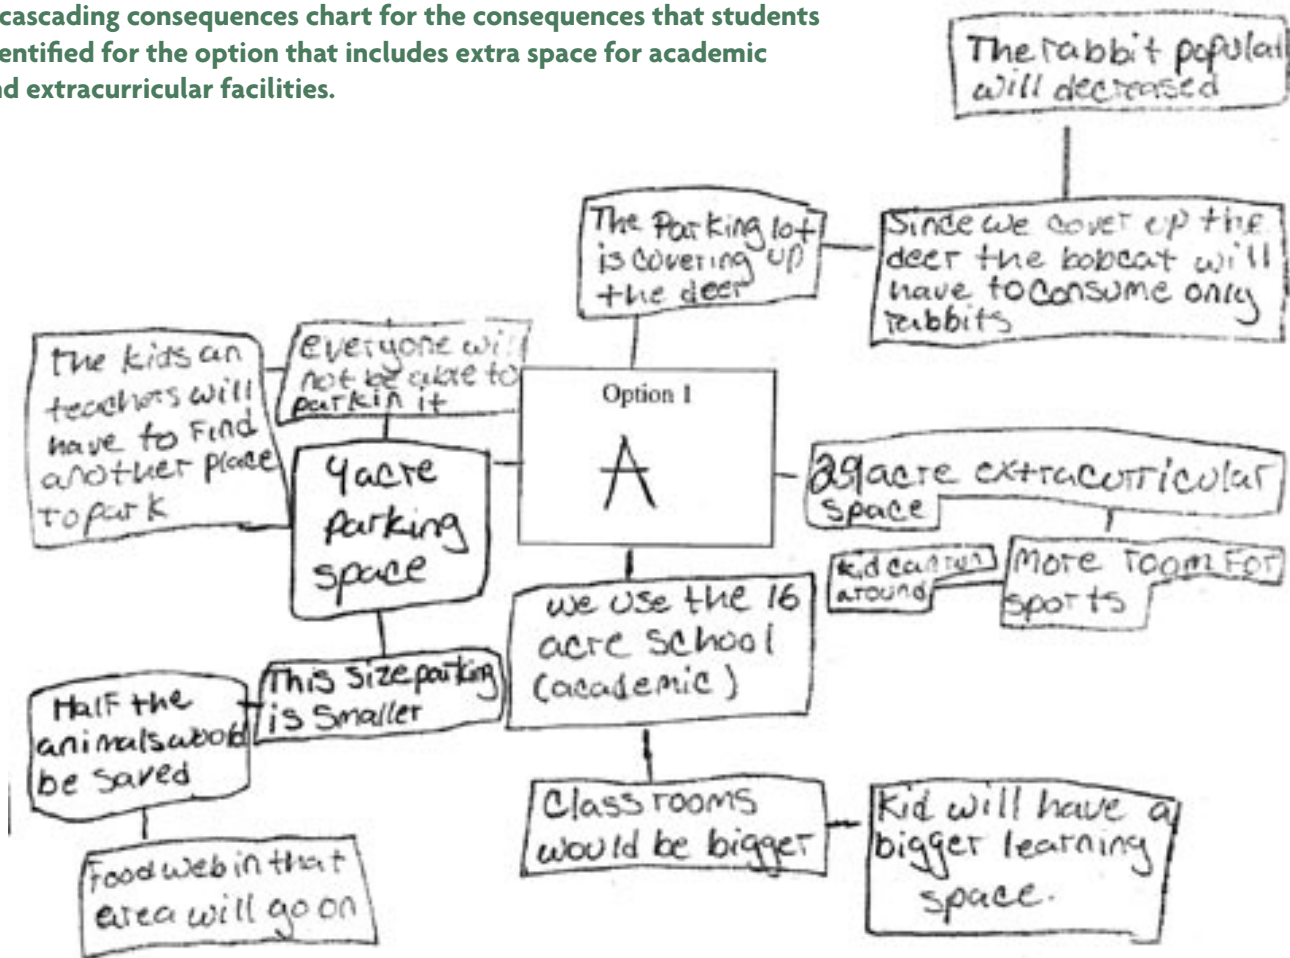 cascading consequences chart for the consequences that students
entified for the option that includes extra space for academic
nd extracurricular facilities.
The rabbit populat
will decreased
The Parking lot
is covering up
the deer
Since we cover up the
deer the bobcat will
have to consume only
rabbits
the kids an
teachers will
have to Find
another place
to park
everyone will
not be able to
park in it
Option 1
A
4 acre
parking
space
29 acre extracurricular
space
kid can run
around
More room For
sports
we use the 16
acre school
(academic)
This size parking
is smaller
Half the
animals would
be saved
Food web in that
area will go on
Classrooms
would be bigger
Kid will have a
bigger learning
space.